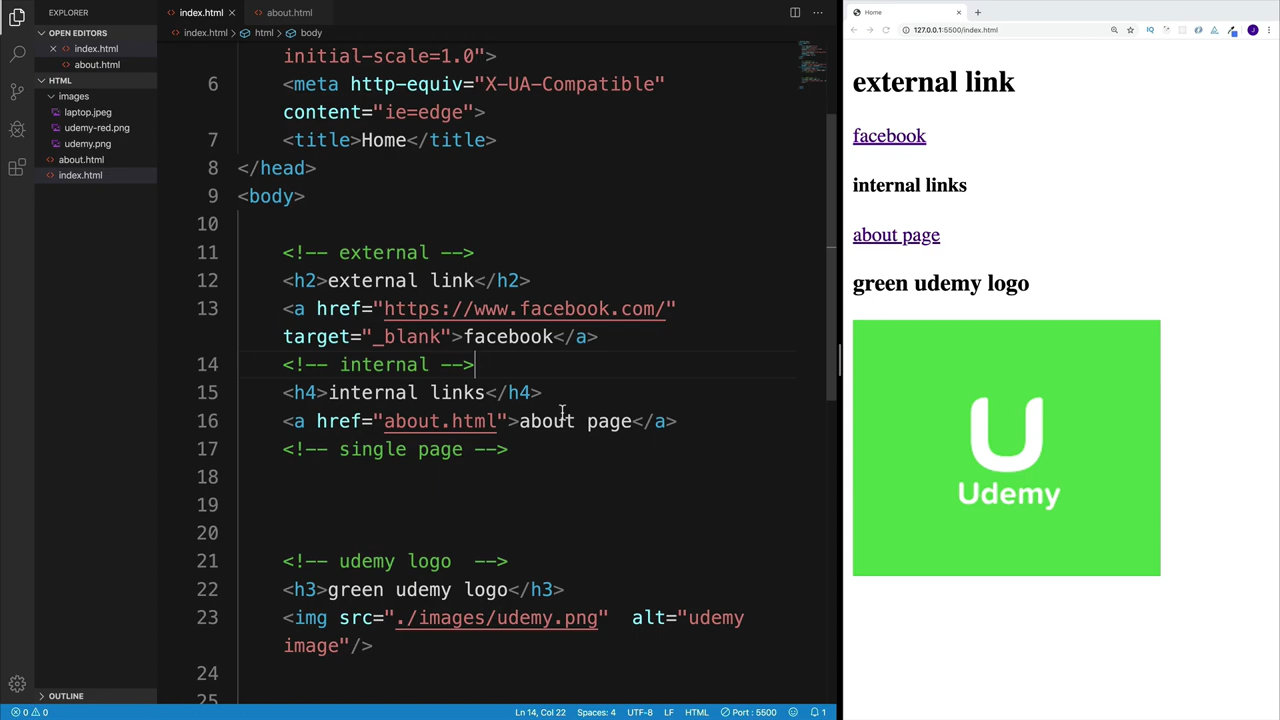 EXPLORER
OPEN EDITORS
index.html
about.html
HTML
images
laptop.jpeg
udemy-red.png
udemy.png
about.html
index.html
OUTLINE
index.html
about.html
index.html > html > body
initial-scale=1.0">
6 <meta http-equiv="X-UA-Compatible"
content="ie=edge">
7 <title>Home</title>
8 </head>
9 <body>
10
11 <!-- external -->
12 <h2>external link</h2>
13 <a href="https://www.facebook.com/"
target="_blank">facebook</a>
14 <!-- internal -->
15 <h4>internal links</h4>
16 <a href="about.html">about page</a>
17 <!-- single page -->
18
19
20
21 <!-- udemy logo  -->
22 <h3>green udemy logo</h3>
23 <img src="./images/udemy.png"  alt="udemy
image"/>
24
25
0 0 Ln 14, Col 22 Spaces: 4 UTF-8 LF HTML Port : 5500 1
Home
127.0.0.1:5500/index.html
IQ
J
external link
facebook
internal links
about page
green udemy logo
U
Udemy